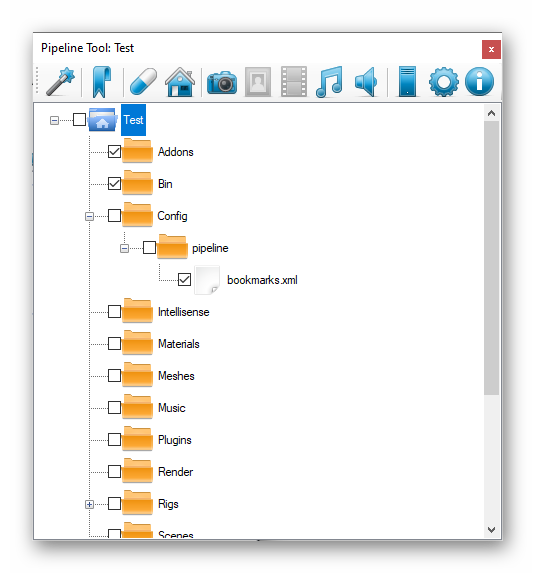 Pipeline Tool: Test
x
Test
Addons
Bin
Config
pipeline
bookmarks.xml
Intellisense
Materials
Meshes
Music
Plugins
Render
Rigs
Scenes